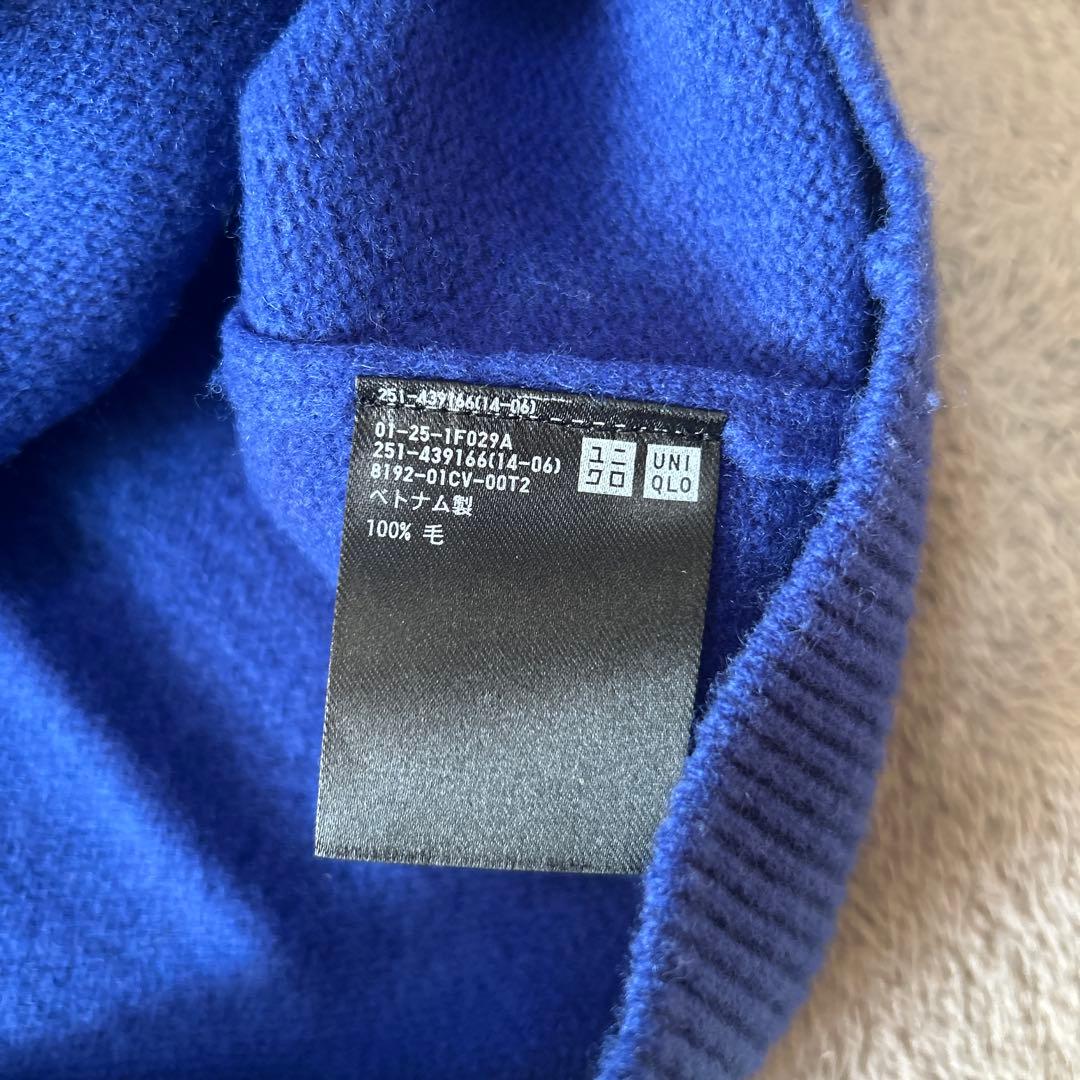 251-439166(14-06)
01-25-1F029A
251-439166(14-06)
8192-01CV-00T2
ベトナム製
100% 毛
ユニ
クロ
UNI
QLO